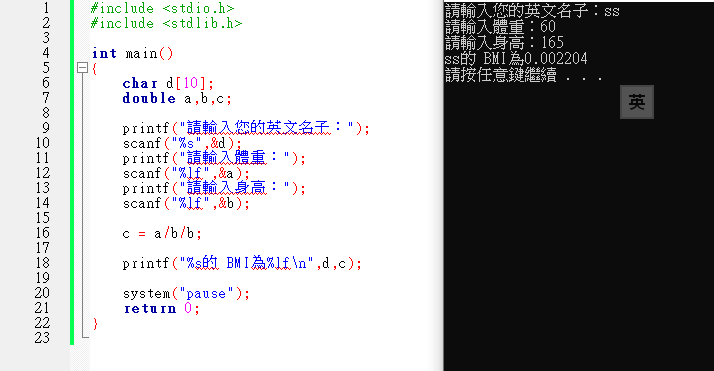 1 #include <stdio.h>
2 #include <stdlib.h>
3
4 int main()
5 {
6 char d[10];
7 double a,b,c;
8
9 printf("請輸入您的英文名子：");
10 scanf("%s",&d);
11 printf("請輸入體重：");
12 scanf("%lf",&a);
13 printf("請輸入身高：");
14 scanf("%lf",&b);
15
16 c = a/b/b;
17
18 printf("%s的 BMI為%lf\n",d,c);
19
20 system("pause");
21 return 0;
22 }
23
請輸入您的英文名子：ss
請輸入體重：60
請輸入身高：165
ss的 BMI為0.002204
請按任意鍵繼續 . . .
英